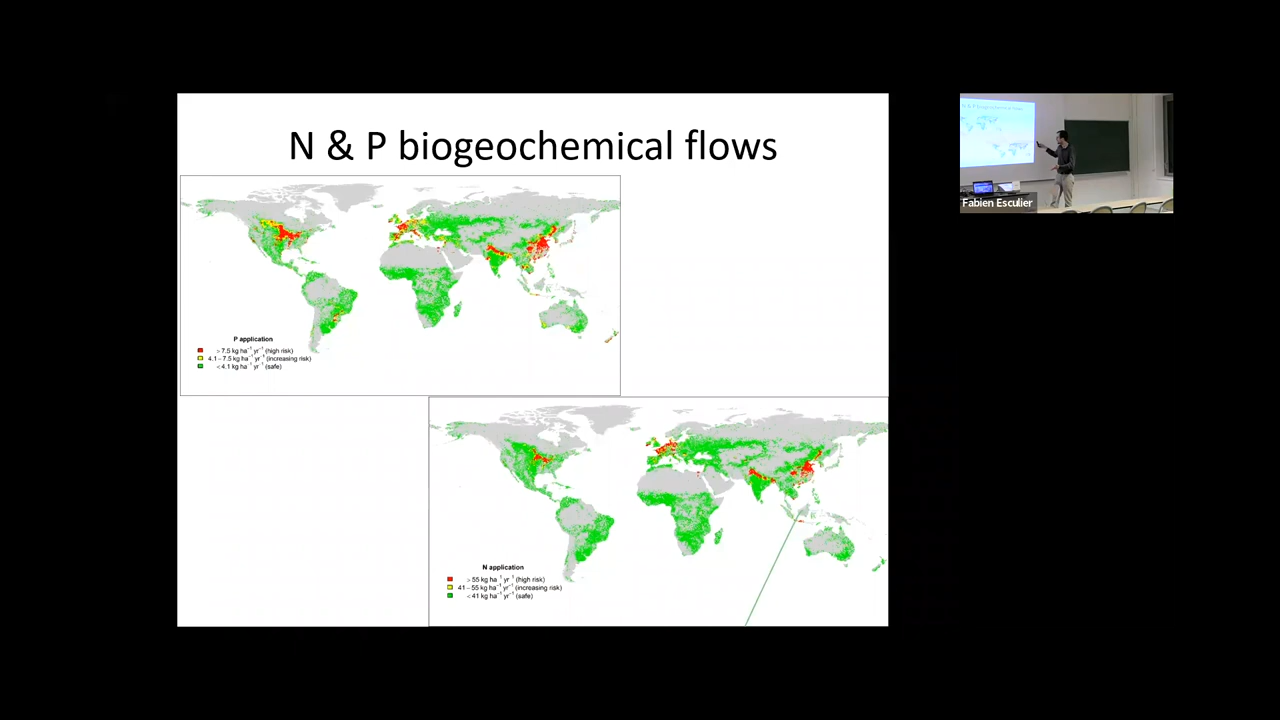 N & P biogeochemical flows
P application
> 7.5 kg ha⁻¹ yr⁻¹ (high risk)
4.1 – 7.5 kg ha⁻¹ yr⁻¹ (increasing risk)
< 4.1 kg ha⁻¹ yr⁻¹ (safe)
N application
> 55 kg ha⁻¹ yr⁻¹ (high risk)
41 – 55 kg ha⁻¹ yr⁻¹ (increasing risk)
< 41 kg ha⁻¹ yr⁻¹ (safe)
Fabien Esculier